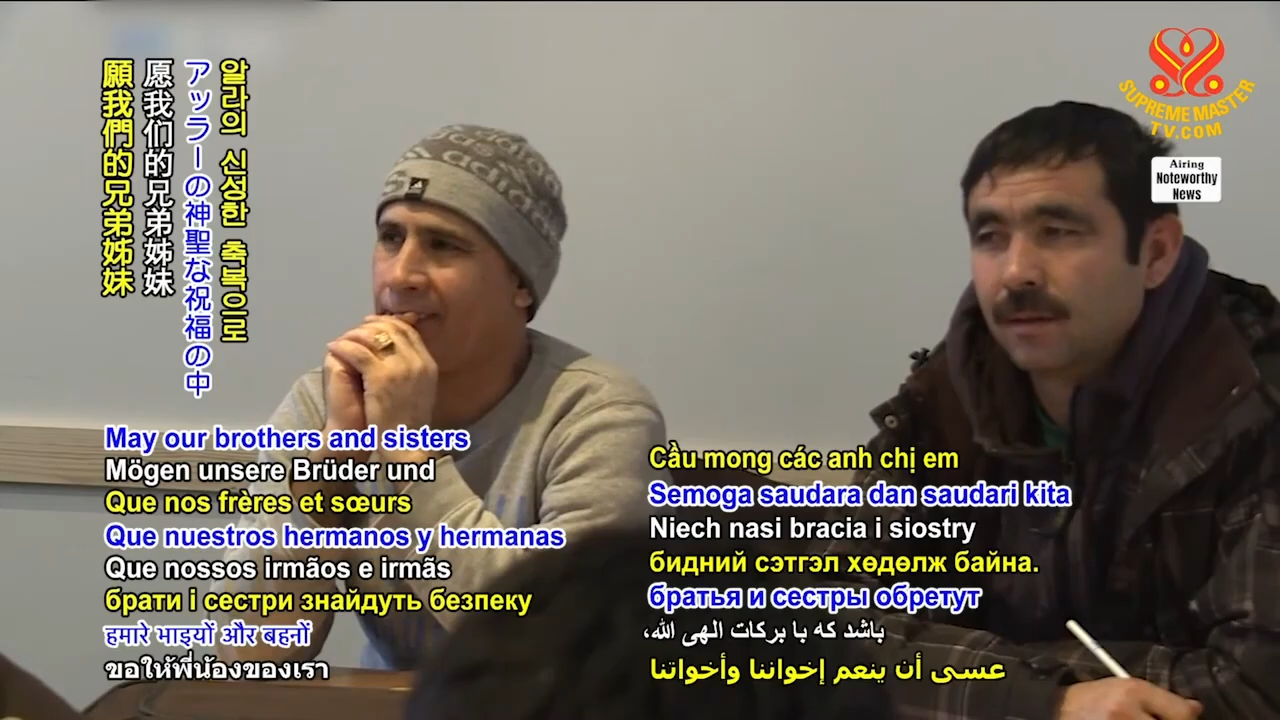 알라의 신성한 축복으로
アッラーの神聖な祝福の中
愿我们的兄弟姊妹
願我們的兄弟姊妹
SUPREME MASTER
TV.COM
Airing
Noteworthy
News
adidas
May our brothers and sisters
Mögen unsere Brüder und
Que nos frères et sœurs
Que nuestros hermanos y hermanas
Que nossos irmãos e irmãs
брати і сестри знайдуть безпеку
हमारे भाइयों और बहनों
ขอให้พี่น้องของเรา
Cầu mong các anh chị em
Semoga saudara dan saudari kita
Niech nasi bracia i siostry
бидний сэтгэл хөдөлж байна.
братья и сестры обретут
باشد که با برکات الهی الله،
عسى أن ينعم إخواننا وأخواتنا